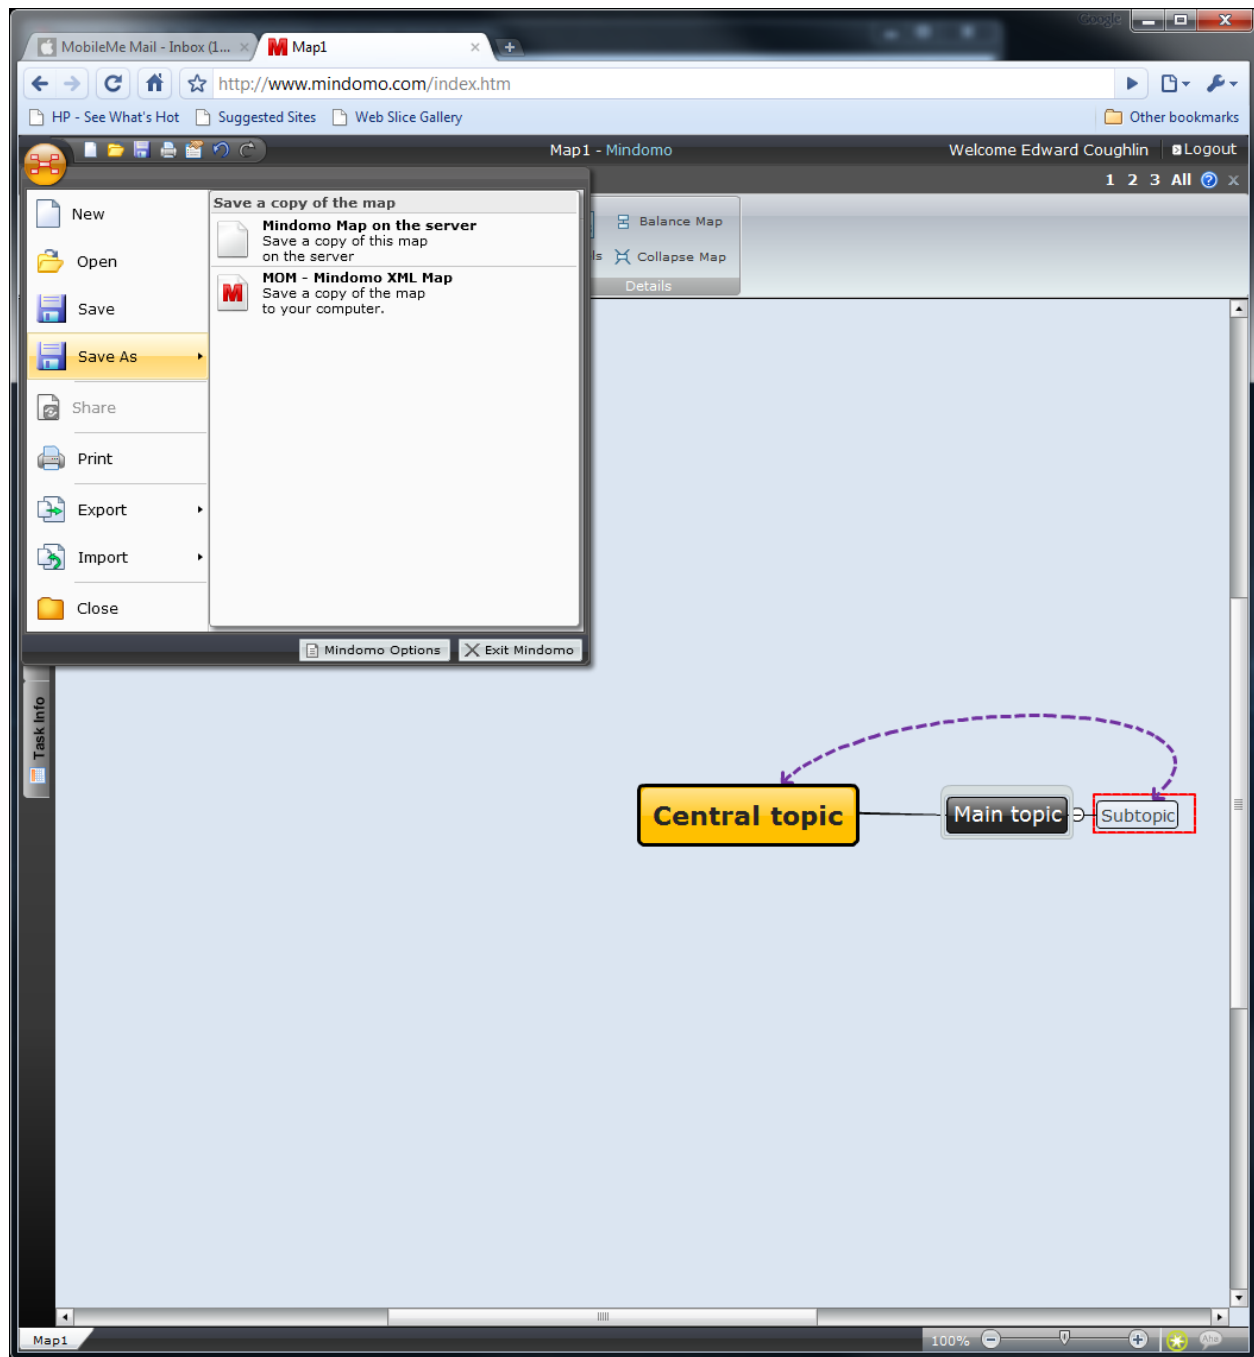 Google
MobileMe Mail - Inbox (1...
Map1
http://www.mindomo.com/index.htm
HP - See What's Hot
Suggested Sites
Web Slice Gallery
Other bookmarks
Map1 - Mindomo
Welcome Edward Coughlin
Logout
1 2 3 All
New
Open
Save
Save As
Share
Print
Export
Import
Close
Save a copy of the map
Mindomo Map on the server
Save a copy of this map
on the server
MOM - Mindomo XML Map
Save a copy of the map
to your computer.
Balance Map
ls
Collapse Map
Details
Mindomo Options
Exit Mindomo
Task Info
Central topic
Main topic
Subtopic
Map1
100%
Aha